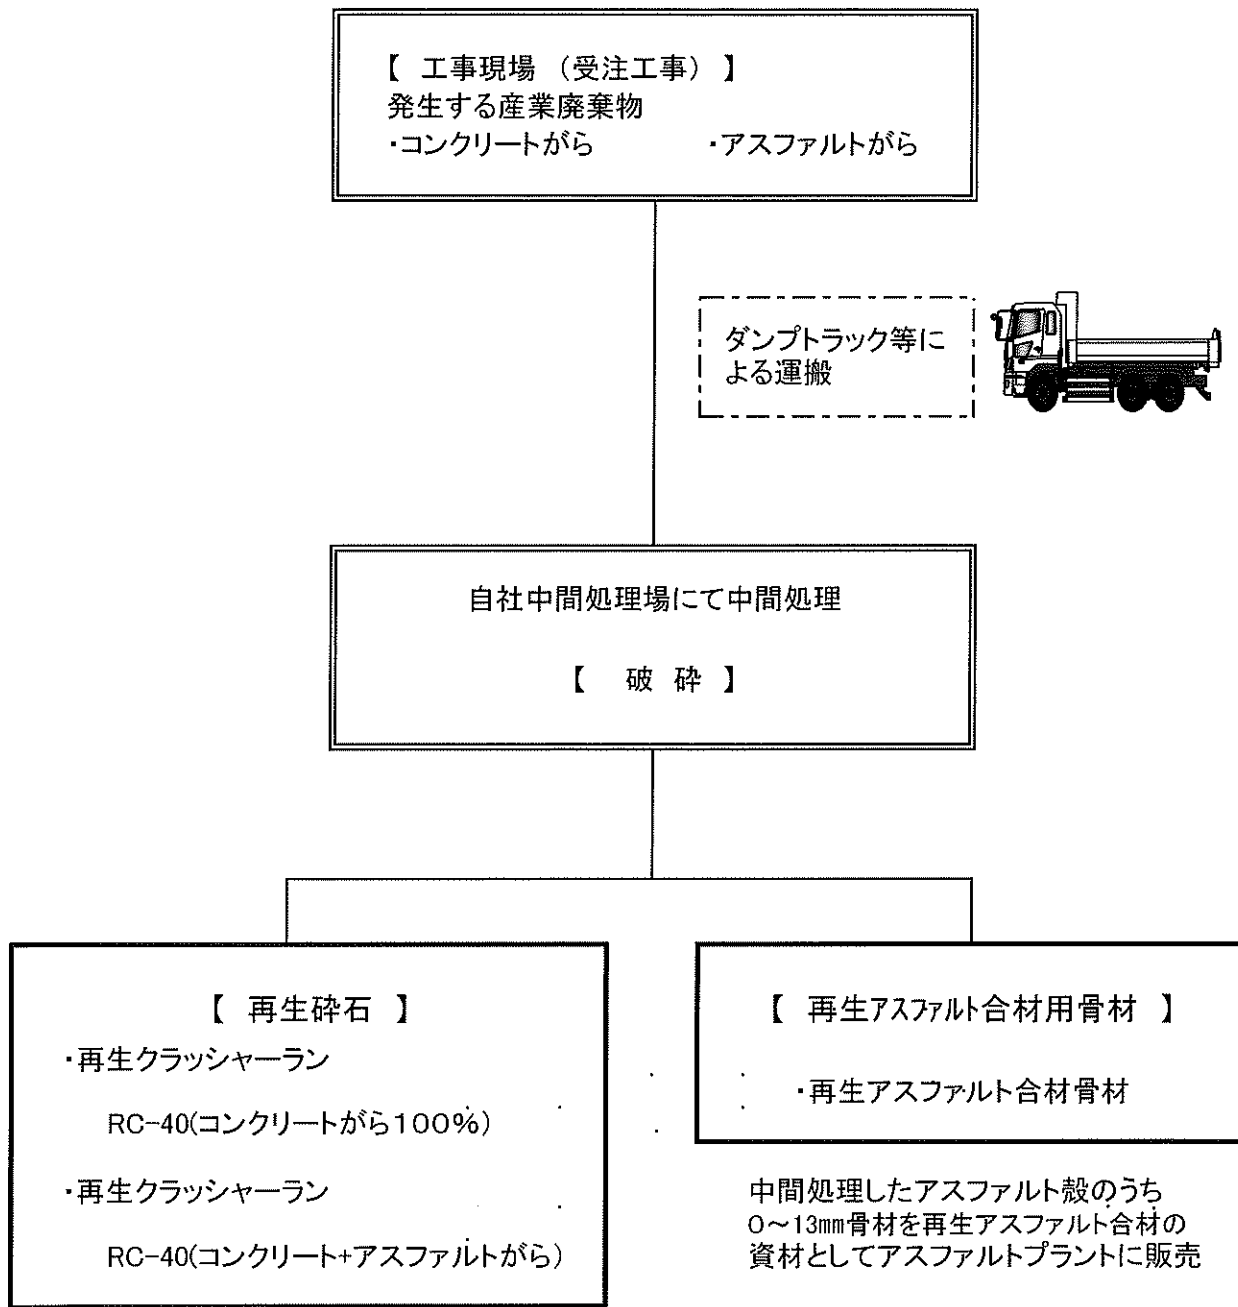 【 工事現場 (受注工事) 】
発生する産業廃棄物
・コンクリートがら ・アスファルトがら
ダンプトラック等に
よる運搬
自社中間処理場にて中間処理
【 破 砕 】
【 再生砕石 】
・再生クラッシャーラン
RC-40(コンクリートがら100%)
・再生クラッシャーラン
RC-40(コンクリート+アスファルトがら)
【 再生アスファルト合材用骨材 】
・再生アスファルト合材骨材
中間処理したアスファルト殻のうち
0～13㎜骨材を再生アスファルト合材の
資材としてアスファルトプラントに販売